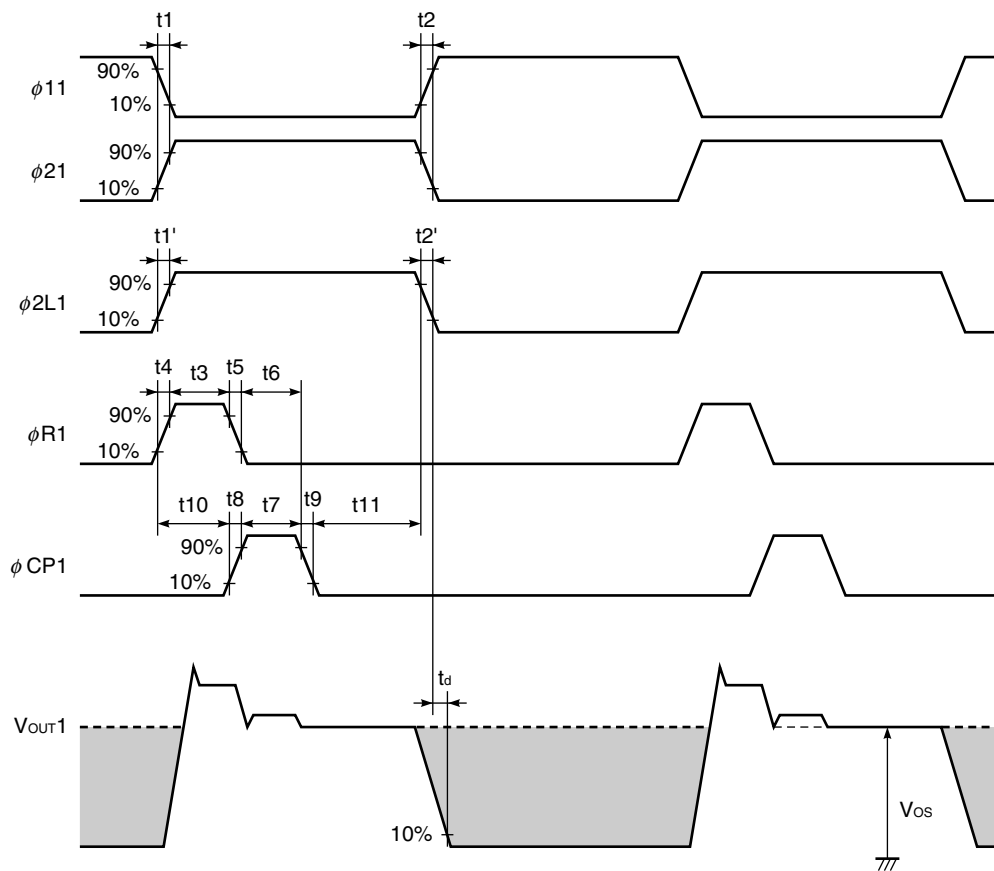 t1 t2
90%
ϕ11
10%
90%
ϕ21
10%
t1' t2'
90%
ϕ2L1
10%
t4 t3 t5 t6
90%
ϕR1
10%
t10 t8 t7 t9 t11
90%
ϕCP1
10%
td
VOUT1
VOS
10%